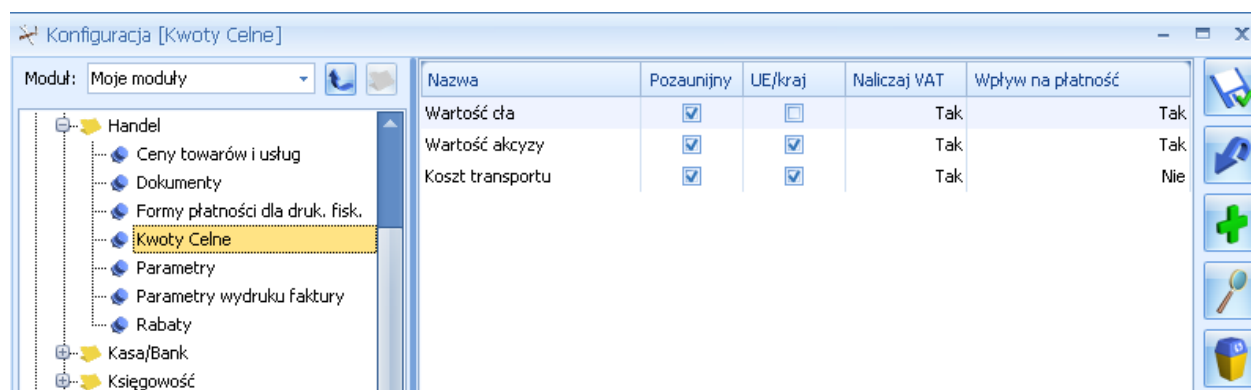 Konfiguracja [Kwoty Celne]
Moduł: Moje moduły
Handel
Ceny towarów i usług
Dokumenty
Formy płatności dla druk. fisk.
Kwoty Celne
Parametry
Parametry wydruku faktury
Rabaty
Kasa/Bank
Księgowość
Nazwa Pozaunijny UE/kraj Naliczaj VAT Wpływ na płatność
Wartość cła Tak Tak
Wartość akcyzy Tak Tak
Koszt transportu Tak Nie